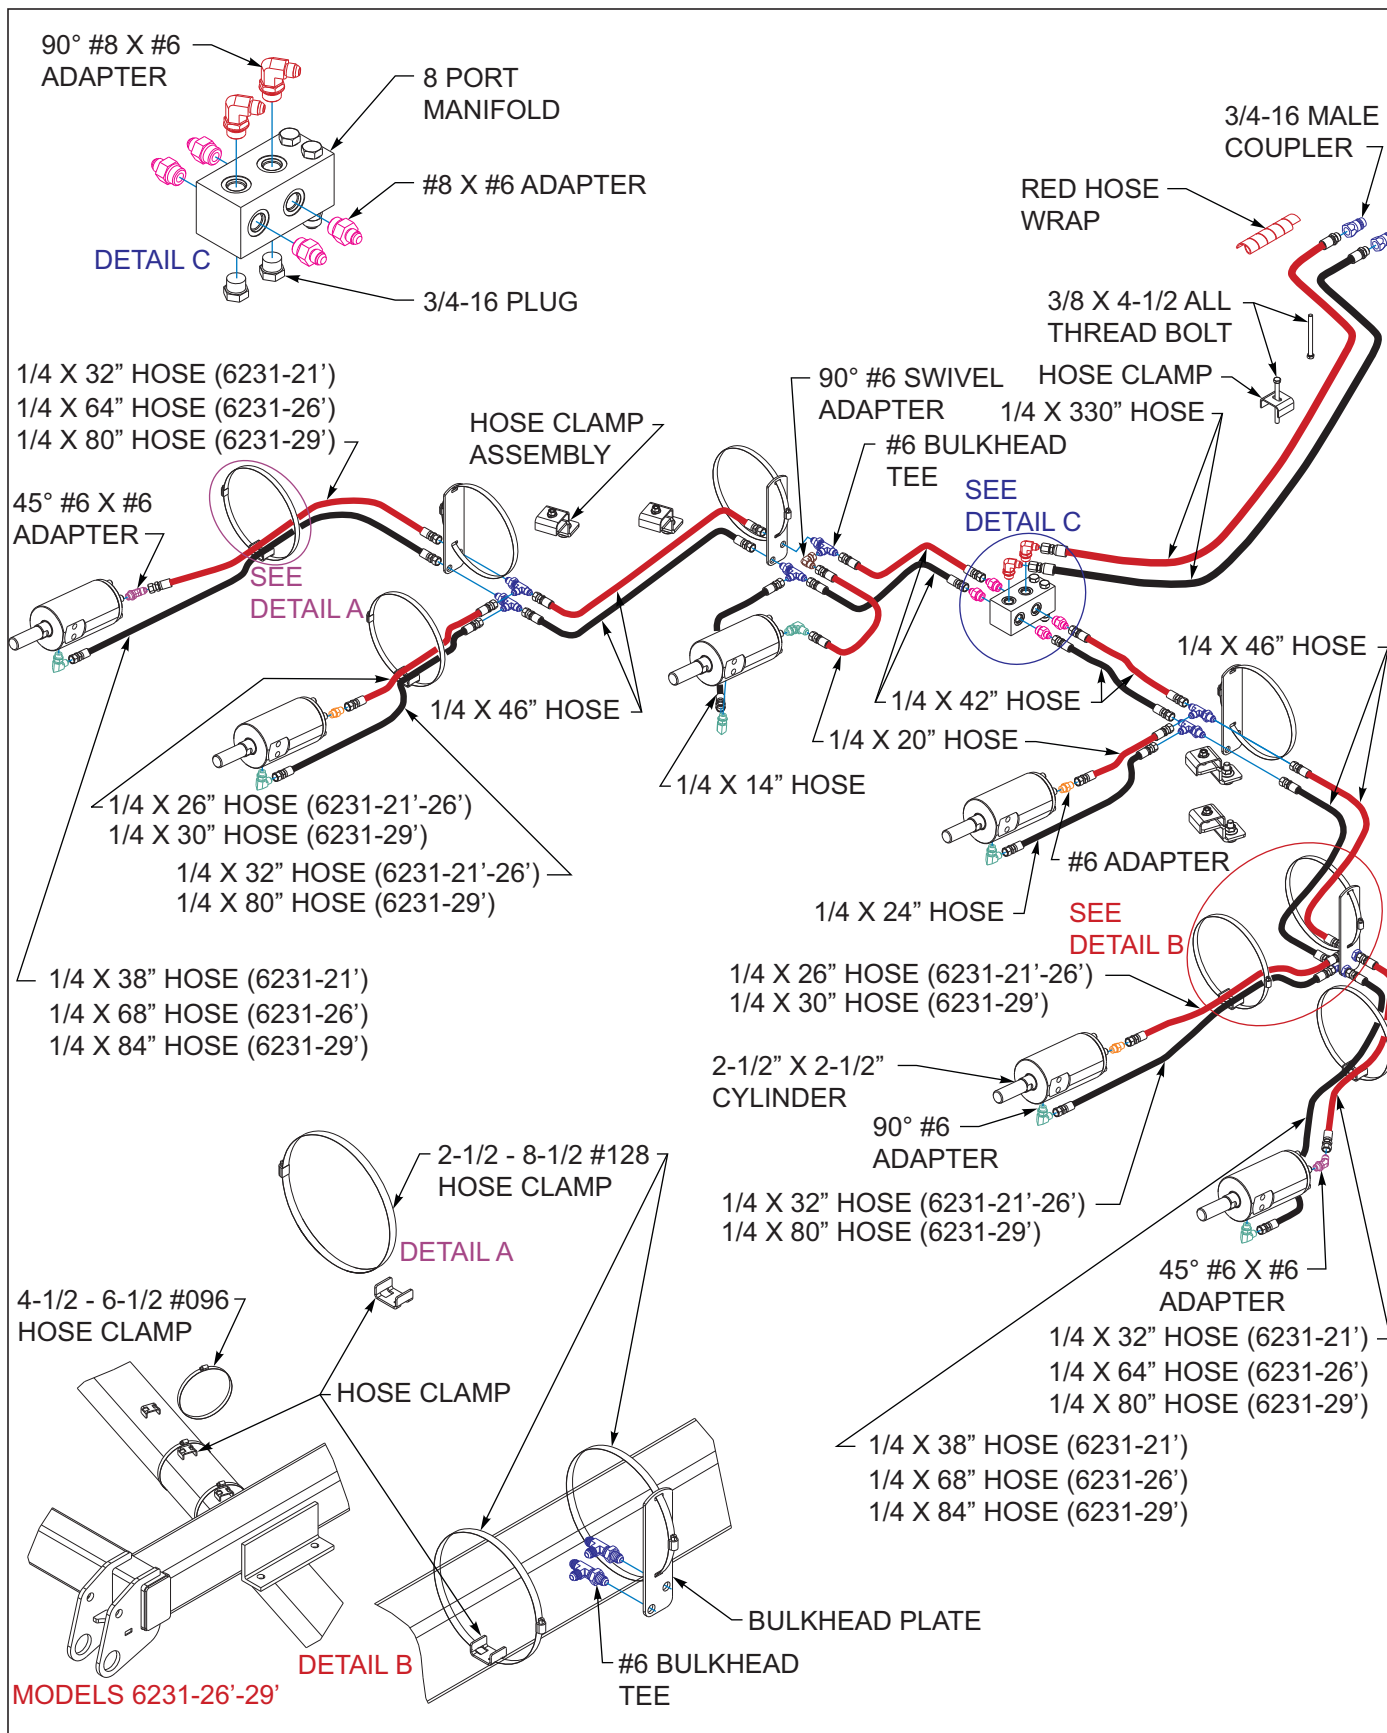 90° #8 X #6
ADAPTER
8 PORT
MANIFOLD
#8 X #6 ADAPTER
DETAIL C
3/4-16 PLUG
3/4-16 MALE
COUPLER
RED HOSE
WRAP
3/8 X 4-1/2 ALL
THREAD BOLT
HOSE CLAMP
1/4 X 330” HOSE
1/4 X 32” HOSE (6231-21’)
1/4 X 64” HOSE (6231-26’)
1/4 X 80” HOSE (6231-29’)
HOSE CLAMP
ASSEMBLY
90° #6 SWIVEL
ADAPTER
#6 BULKHEAD
TEE
SEE
DETAIL C
45° #6 X #6
ADAPTER
SEE
DETAIL A
1/4 X 46” HOSE
1/4 X 46” HOSE
1/4 X 42” HOSE
1/4 X 20” HOSE
1/4 X 14” HOSE
1/4 X 26” HOSE (6231-21’-26’)
1/4 X 30” HOSE (6231-29’)
1/4 X 32” HOSE (6231-21’-26’)
1/4 X 80” HOSE (6231-29’)
#6 ADAPTER
1/4 X 24” HOSE
SEE
DETAIL B
1/4 X 38” HOSE (6231-21’)
1/4 X 68” HOSE (6231-26’)
1/4 X 84” HOSE (6231-29’)
1/4 X 26” HOSE (6231-21’-26’)
1/4 X 30” HOSE (6231-29’)
2-1/2” X 2-1/2”
CYLINDER
90° #6
ADAPTER
1/4 X 32” HOSE (6231-21’-26’)
1/4 X 80” HOSE (6231-29’)
2-1/2 - 8-1/2 #128
HOSE CLAMP
DETAIL A
4-1/2 - 6-1/2 #096
HOSE CLAMP
HOSE CLAMP
45° #6 X #6
ADAPTER
1/4 X 32” HOSE (6231-21’)
1/4 X 64” HOSE (6231-26’)
1/4 X 80” HOSE (6231-29’)
1/4 X 38” HOSE (6231-21’)
1/4 X 68” HOSE (6231-26’)
1/4 X 84” HOSE (6231-29’)
BULKHEAD PLATE
#6 BULKHEAD
TEE
DETAIL B
MODELS 6231-26’-29’